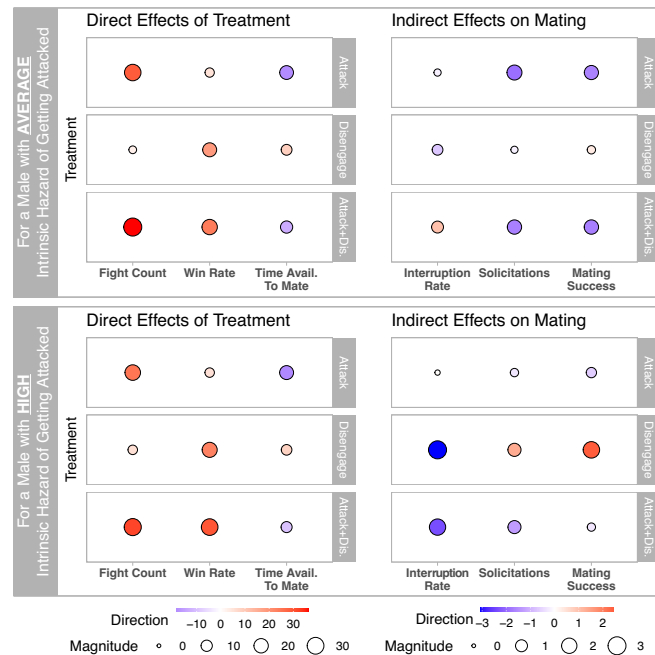 For a Male with AVERAGE
Intrinsic Hazard of Getting Attacked
Direct Effects of Treatment
Indirect Effects on Mating
Treatment
Attack
Attack
Disengage
Disengage
Attack+Dis.
Attack+Dis.
Fight Count
Win Rate
Time Avail.
To Mate
Interruption
Rate
Solicitations
Mating
Success
For a Male with HIGH
Intrinsic Hazard of Getting Attacked
Direct Effects of Treatment
Indirect Effects on Mating
Treatment
Attack
Attack
Disengage
Disengage
Attack+Dis.
Attack+Dis.
Fight Count
Win Rate
Time Avail.
To Mate
Interruption
Rate
Solicitations
Mating
Success
Direction
−10 0 10 20 30
Magnitude 0 10 20 30
Direction
−3 −2 −1 0 1 2
Magnitude 0 1 2 3